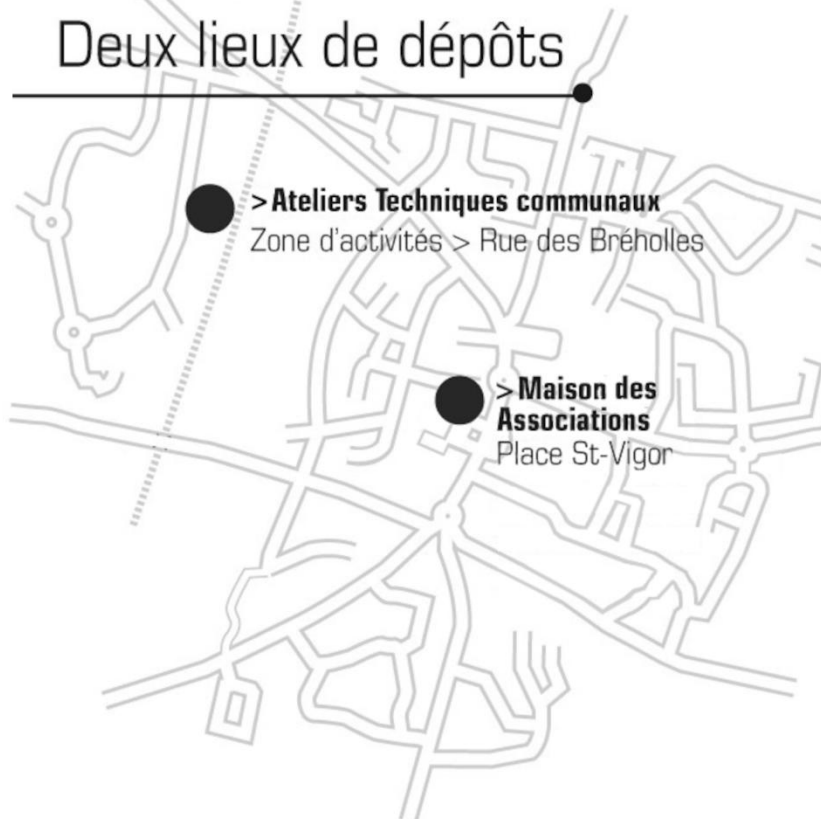 Deux lieux de dépôts
>Ateliers Techniques communaux
Zone d'activités > Rue des Bréholles
>Maison des
Associations
Place St-Vigor